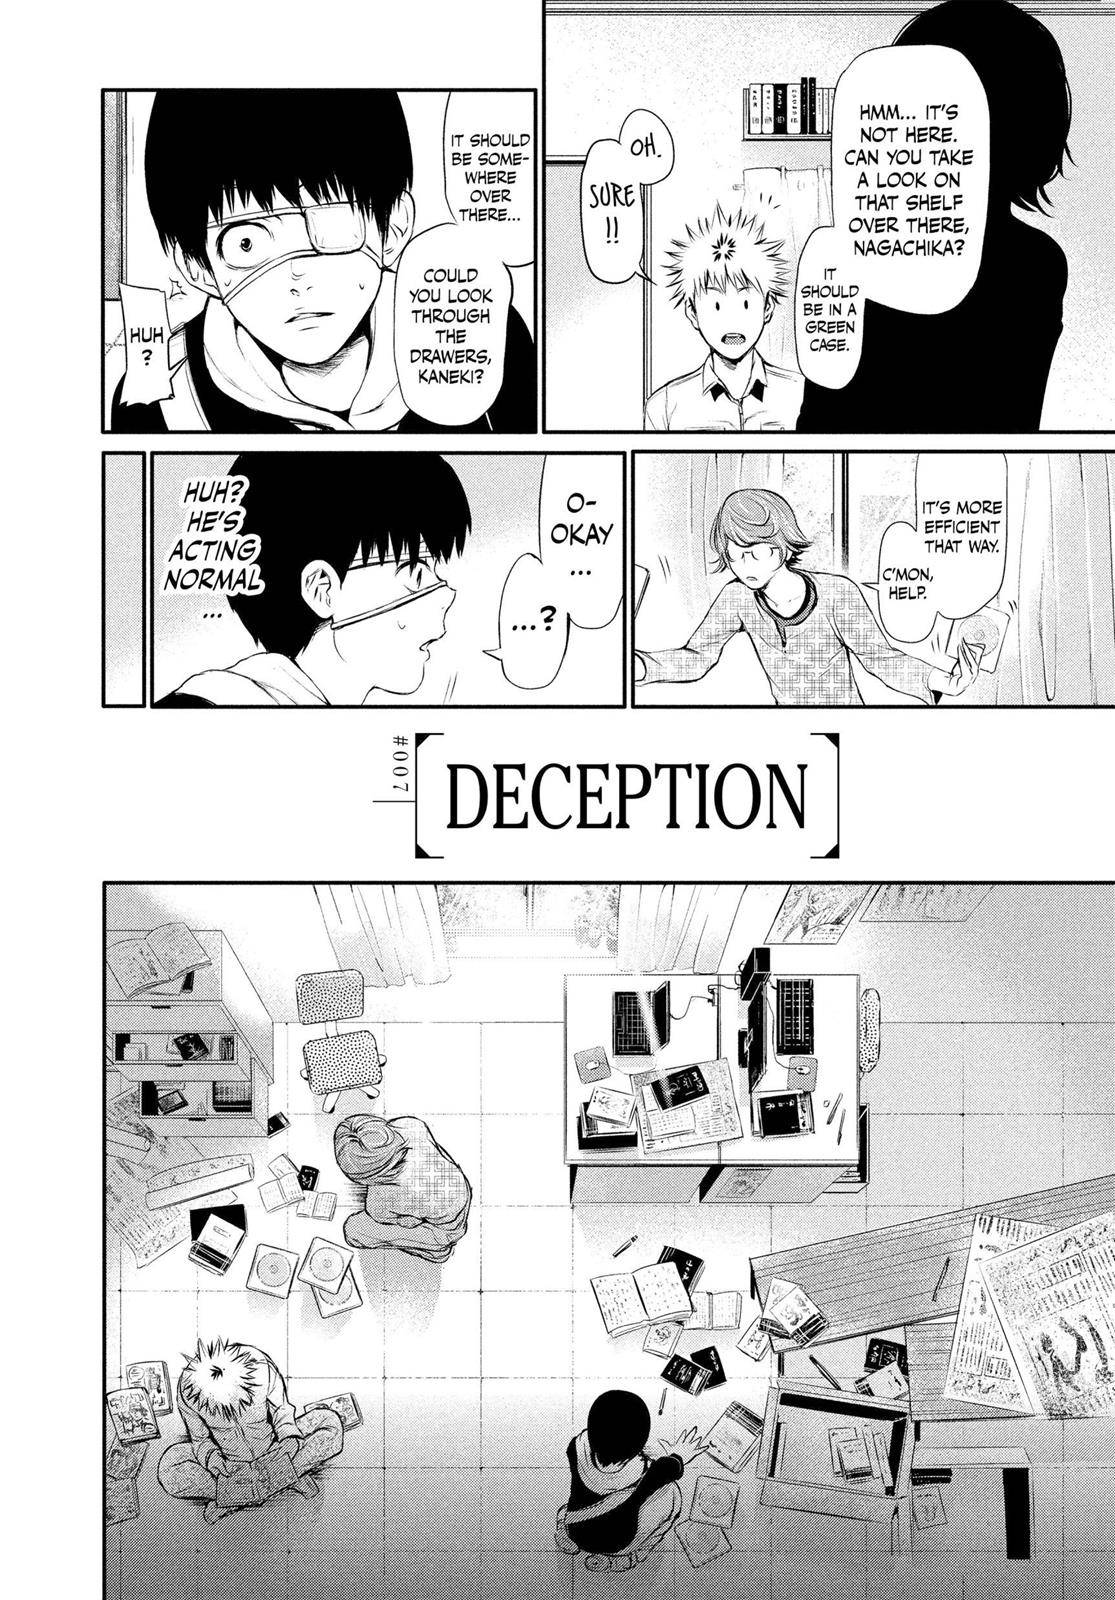 HMM... IT'S
NOT HERE.
CAN YOU TAKE
A LOOK ON
THAT SHELF
OVER THERE,
NAGACHIKA?
IT
SHOULD
BE IN A
GREEN
CASE.
OH.
SURE
!!
IT SHOULD
BE SOME-
WHERE
OVER
THERE...
COULD
YOU LOOK
THROUGH
THE
DRAWERS,
KANEKI?
HUH
?
IT'S MORE
EFFICIENT
THAT WAY.
C'MON,
HELP.
O-
OKAY
...
...?
HUH?
HE'S
ACTING
NORMAL
...
#007
DECEPTION